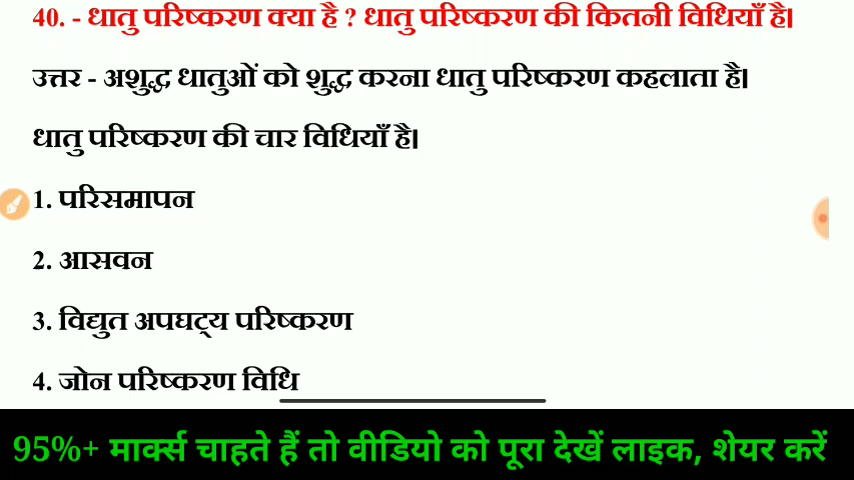 40. - धातु परिष्करण क्या है ? धातु परिष्करण की कितनी विधियाँ है।
उत्तर - अशुद्ध धातुओं को शुद्ध करना धातु परिष्करण कहलाता है।
धातु परिष्करण की चार विधियाँ है।
1. परिसमापन
2. आसवन
3. विद्युत अपघट्य परिष्करण
4. जोन परिष्करण विधि
95%+ मार्क्स चाहते हैं तो वीडियो को पूरा देखें लाइक, शेयर करें